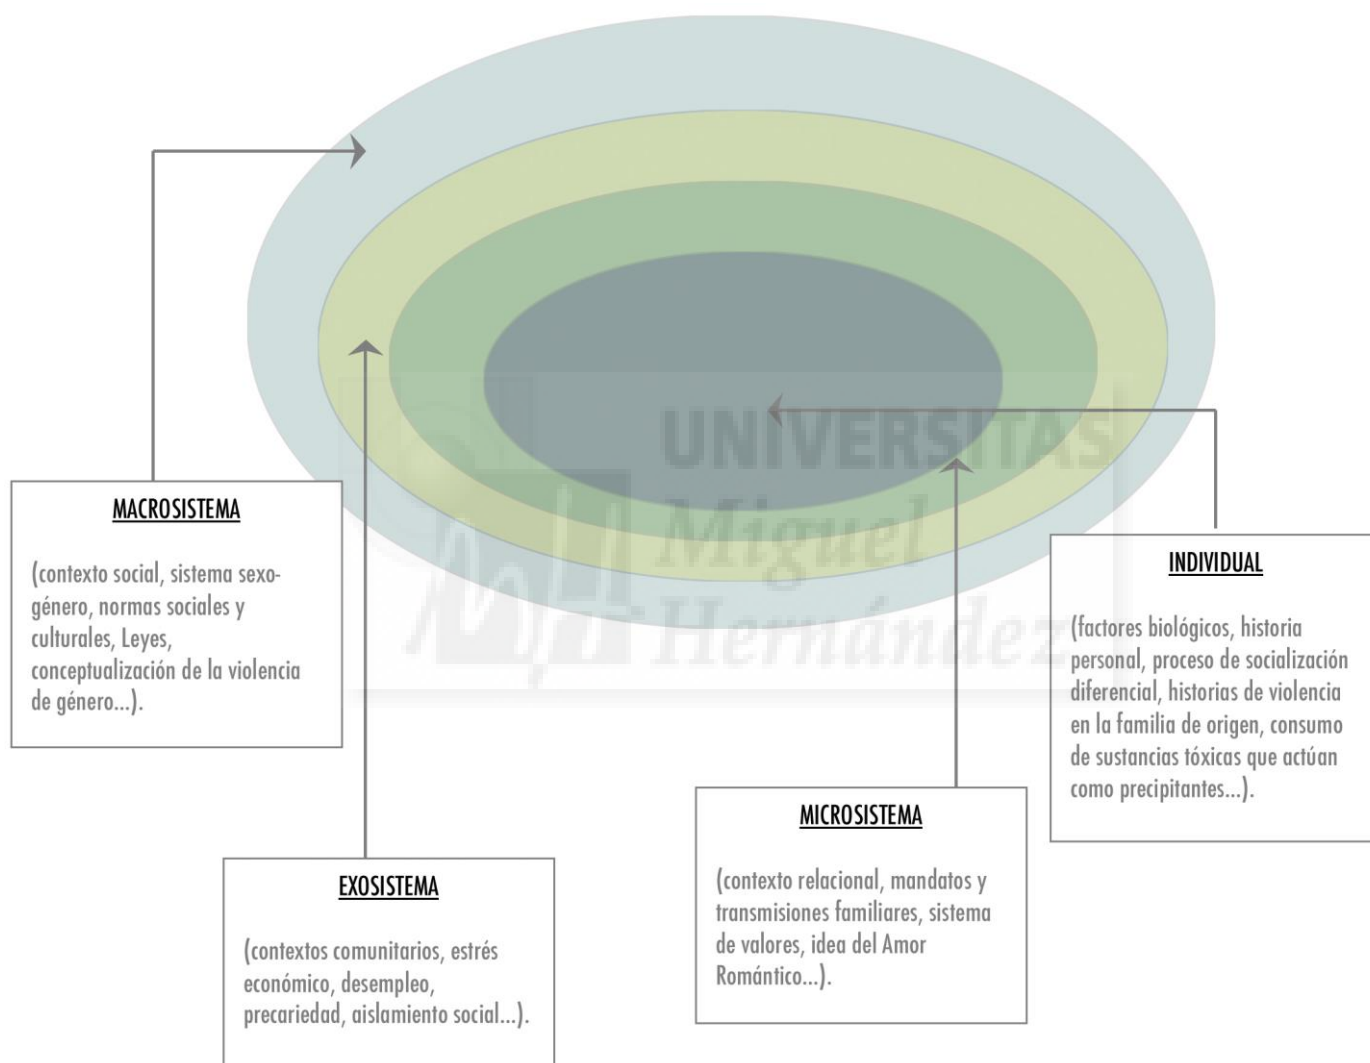 UNIVERSITAS
Miguel
Hernández
MACROSISTEMA
(contexto social, sistema sexo-
género, normas sociales y
culturales, Leyes,
conceptualización de la violencia
de género...).
EXOSISTEMA
(contextos comunitarios, estrés
económico, desempleo,
precariedad, aislamiento social...).
MICROSISTEMA
(contexto relacional, mandatos y
transmisiones familiares, sistema
de valores, idea del Amor
Romántico...).
INDIVIDUAL
(factores biológicos, historia
personal, proceso de socialización
diferencial, historias de violencia
en la familia de origen, consumo
de sustancias tóxicas que actúan
como precipitantes...).